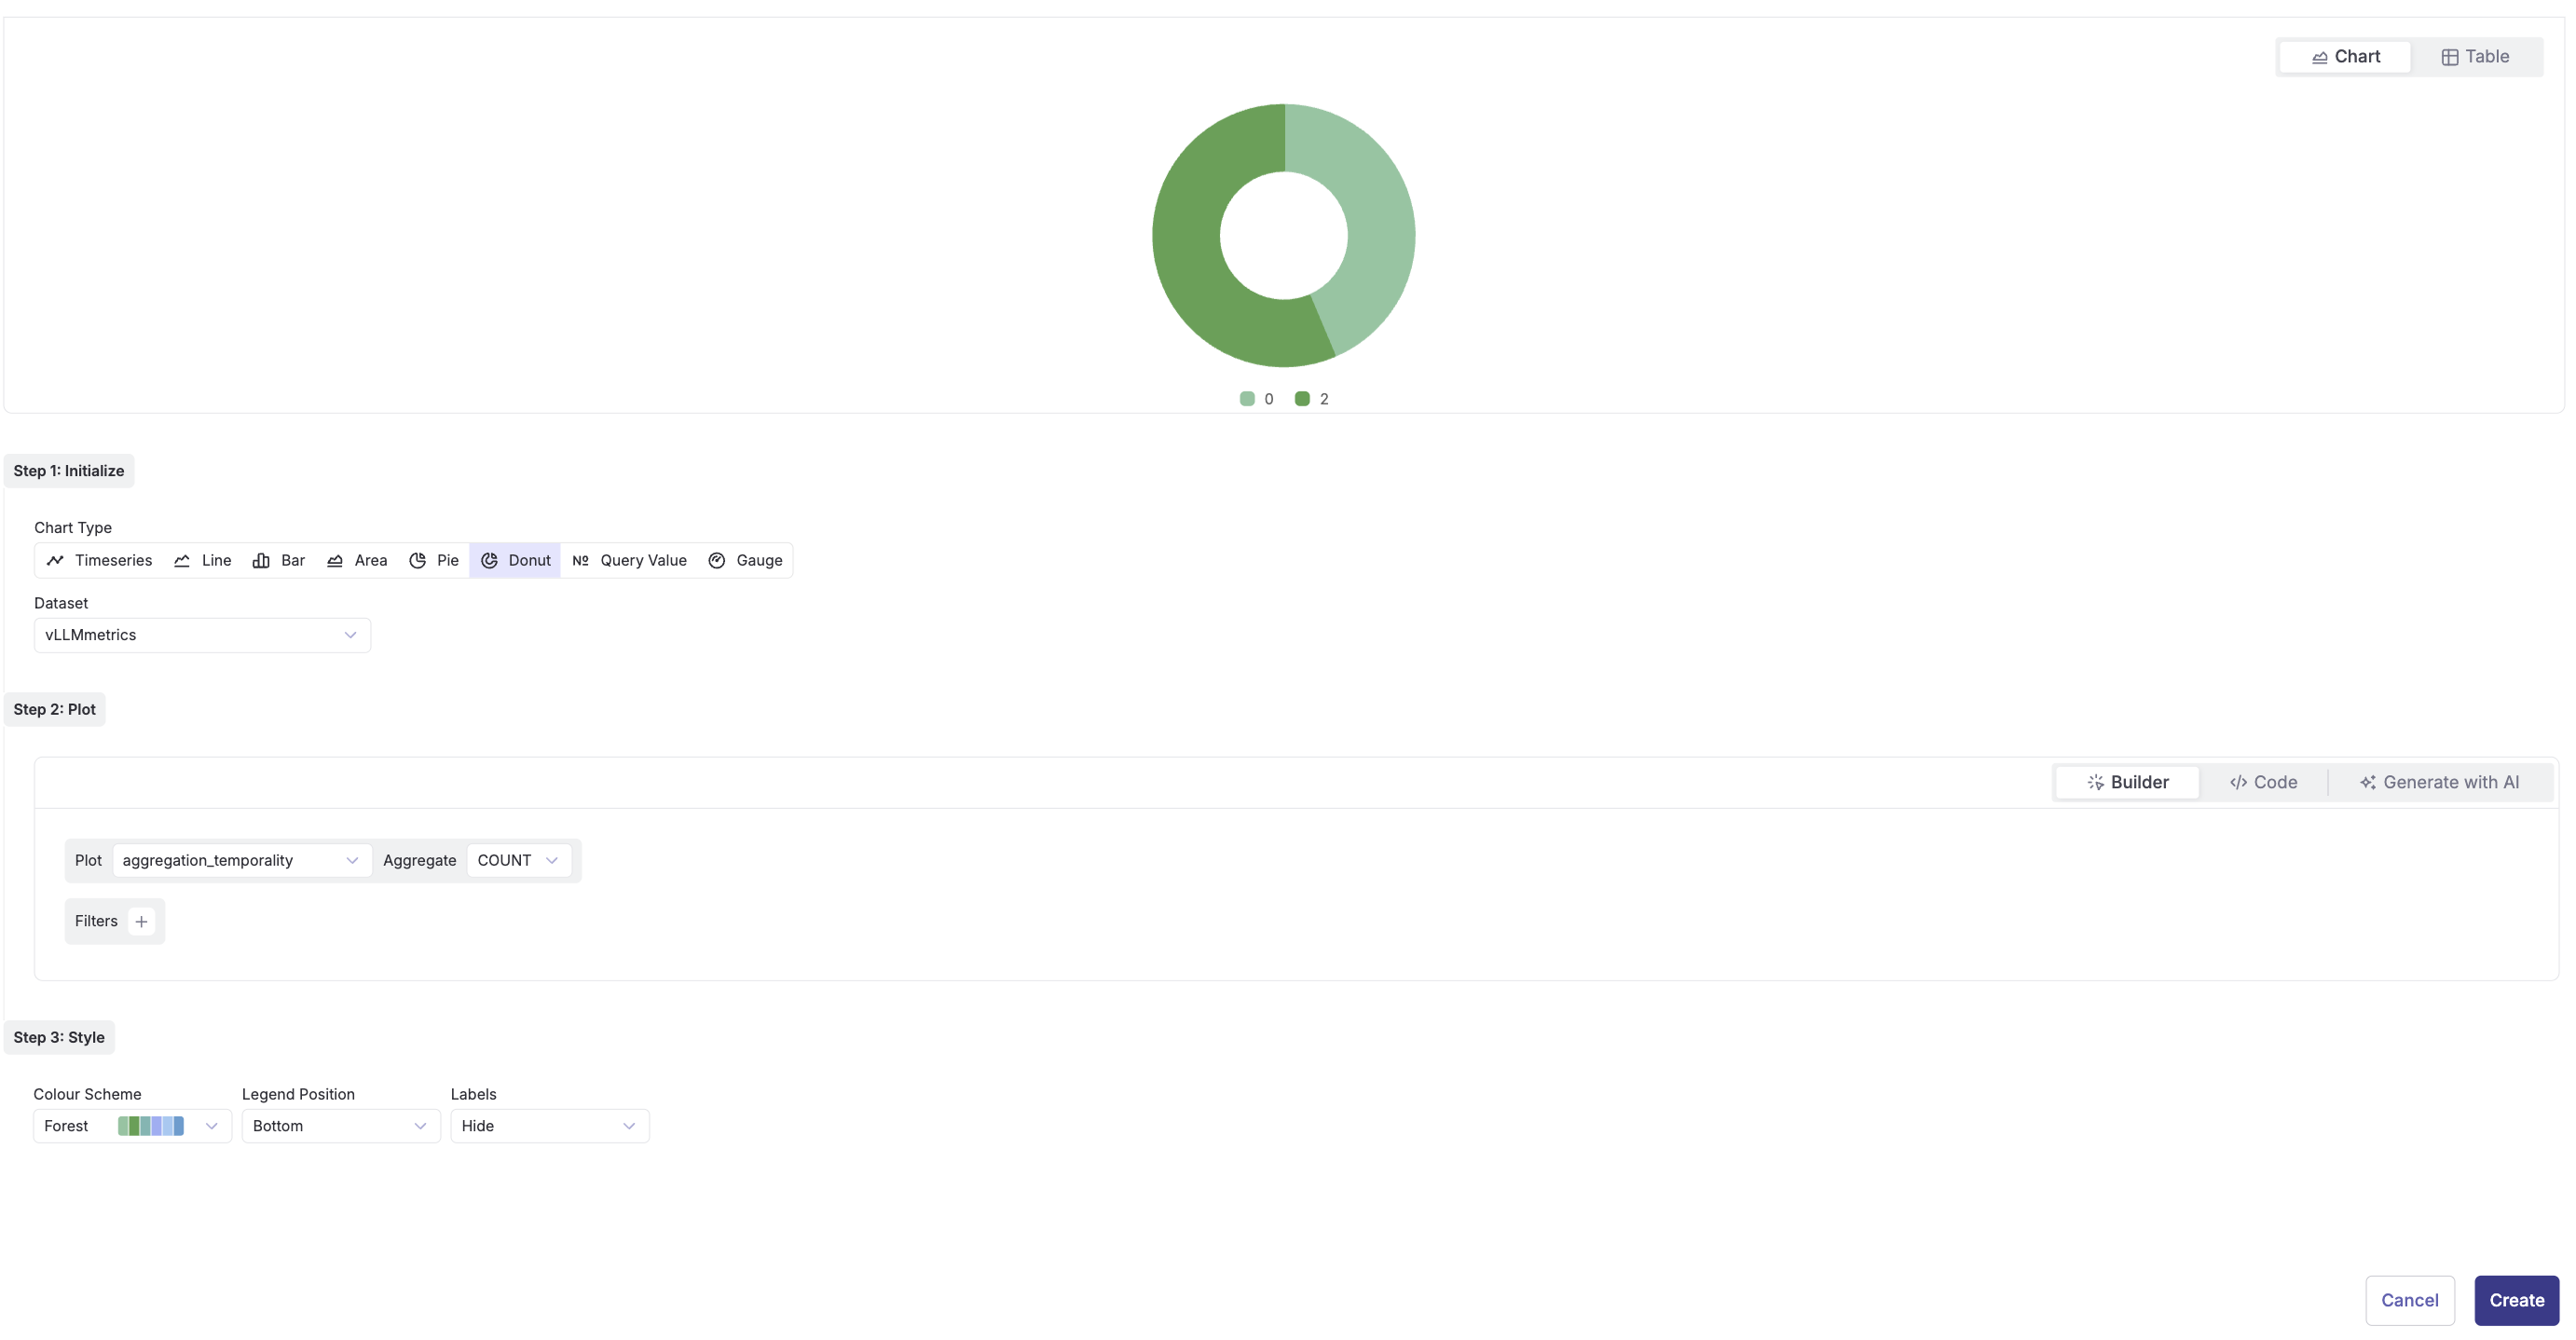 Chart Table
0 2
Step 1: Initialize
Chart Type
Timeseries Line Bar Area Pie Donut Nº Query Value Gauge
Dataset
vLLMmetrics
Step 2: Plot
Builder </> Code Generate with AI
Plot aggregation_temporality Aggregate COUNT
Filters +
Step 3: Style
Colour Scheme Legend Position Labels
Forest Bottom Hide
Cancel Create